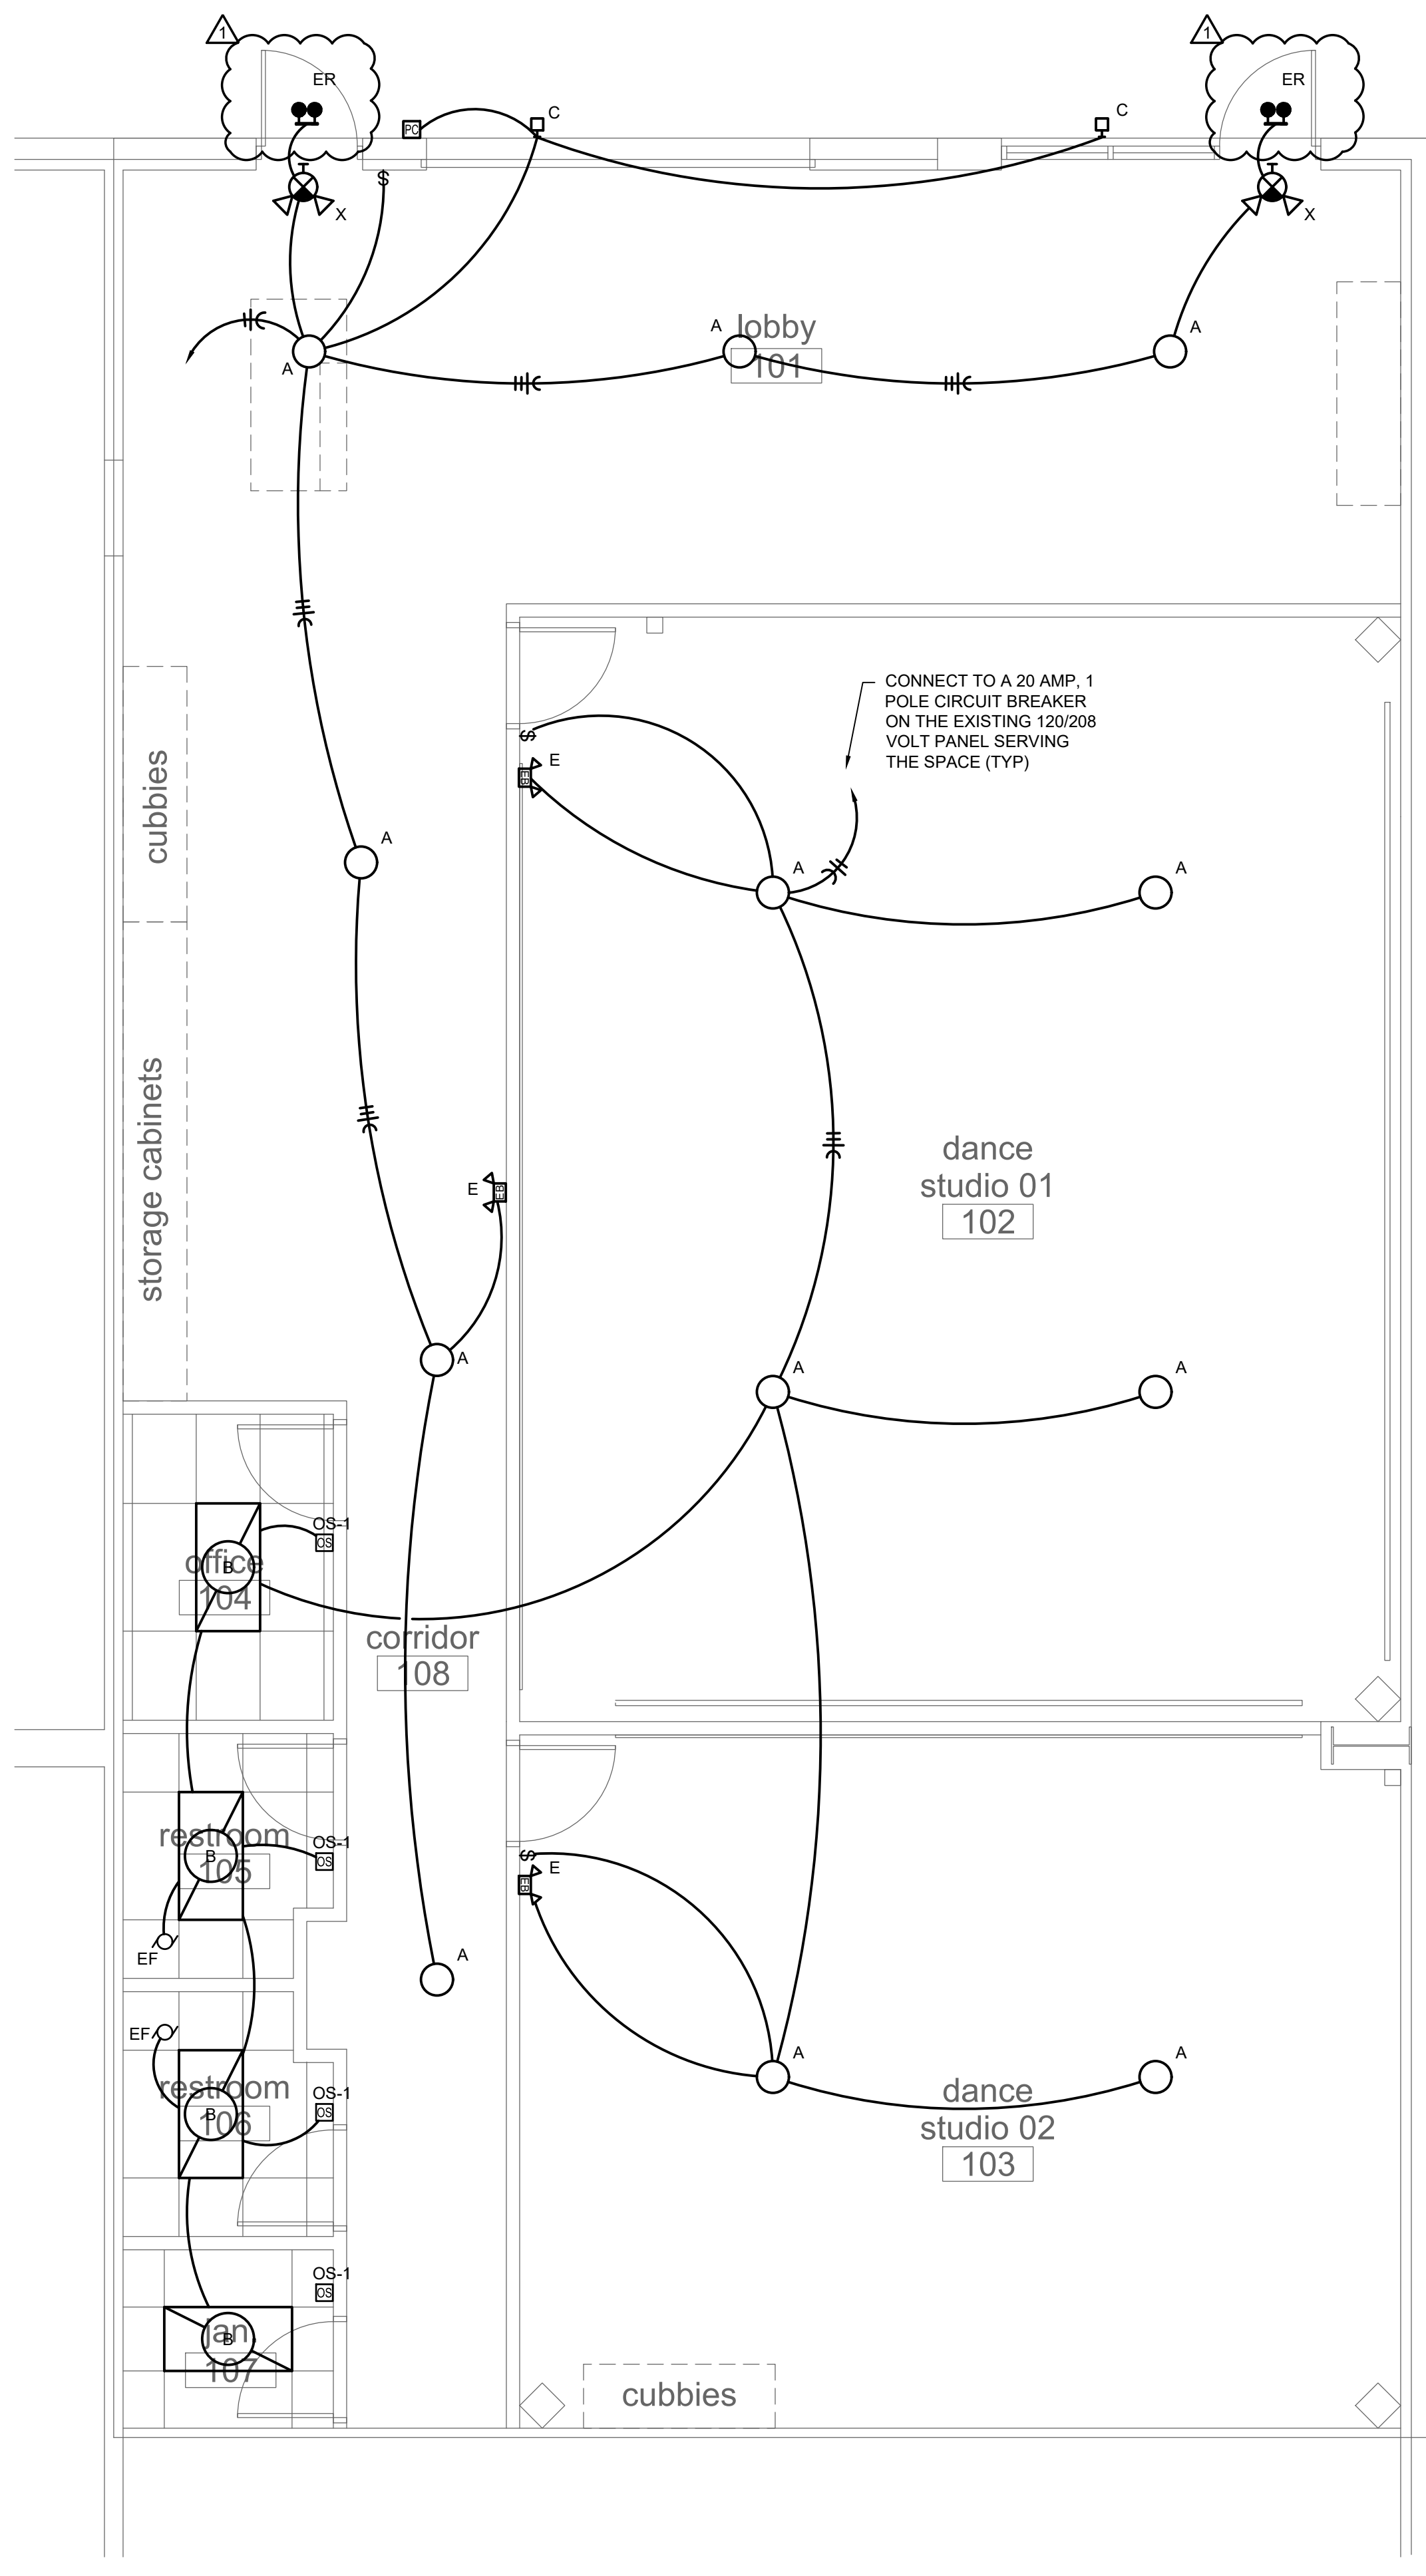 1
1
ER
ER
PC
C
C
$
X
X
A
lobby
A
101
A
cubbies
CONNECT TO A 20 AMP, 1
POLE CIRCUIT BREAKER
ON THE EXISTING 120/208
VOLT PANEL SERVING
THE SPACE (TYP)
$
E
EB
A
A
A
storage cabinets
dance
studio 01
102
E
EB
A
A
A
OS-1
OS
office
B
104
corridor
108
restroom
B
105
OS-1
OS
EF
$
E
EB
A
EF
restroom
B
106
OS-1
OS
A
A
dance
studio 02
103
OS-1
OS
jan.
B
107
cubbies